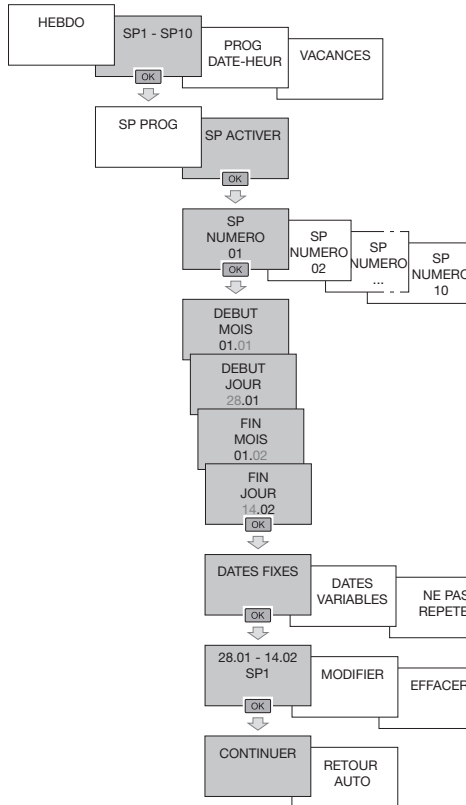 HEBDO
SP1 - SP10
PROG
DATE-HEUR
VACANCES
OK
SP PROG
SP ACTIVER
OK
SP
NUMERO
01
SP
NUMERO
02
SP
NUMERO
...
SP
NUMERO
10
OK
DEBUT
MOIS
01.01
DEBUT
JOUR
28.01
FIN
MOIS
01.02
FIN
JOUR
14.02
OK
DATES FIXES
DATES
VARIABLES
NE PAS
REPETE
OK
28.01 - 14.02
SP1
MODIFIER
EFFACER
OK
CONTINUER
RETOUR
AUTO